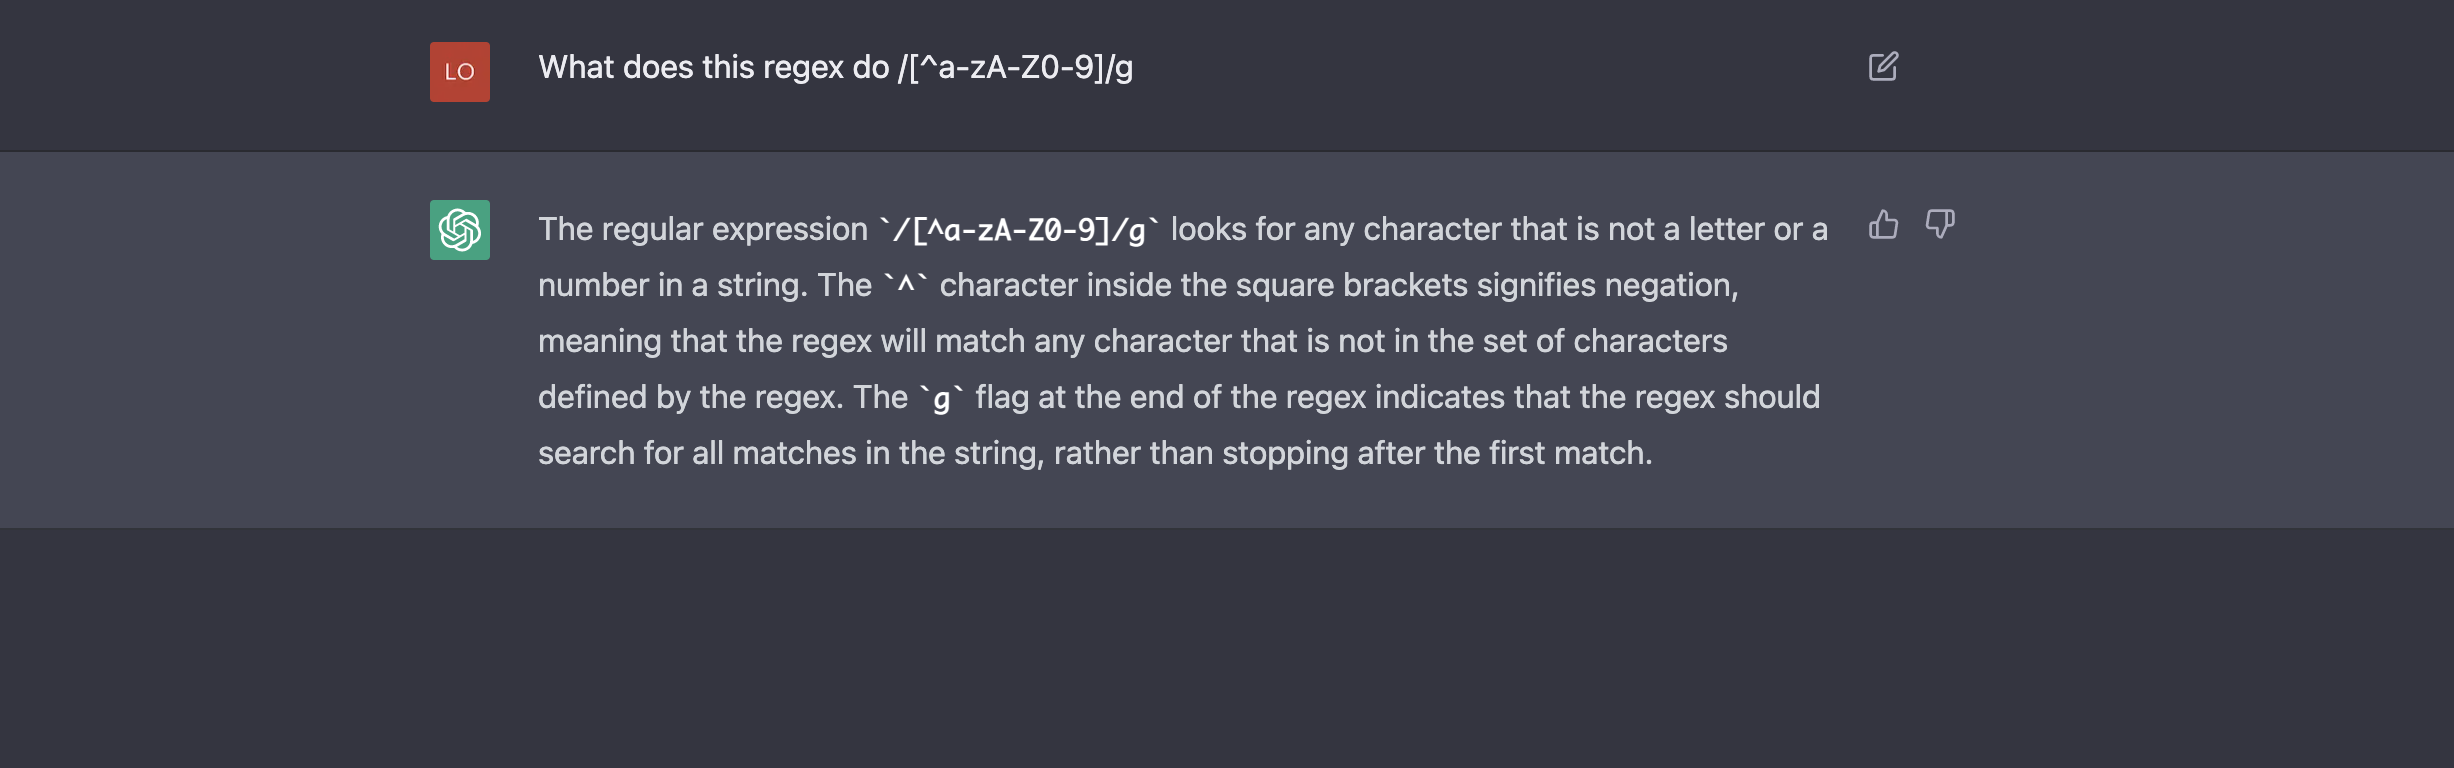 LO
What does this regex do /[^a-zA-Z0-9]/g
The regular expression `/[^a-zA-Z0-9]/g` looks for any character that is not a letter or a
number in a string. The `^` character inside the square brackets signifies negation,
meaning that the regex will match any character that is not in the set of characters
defined by the regex. The `g` flag at the end of the regex indicates that the regex should
search for all matches in the string, rather than stopping after the first match.